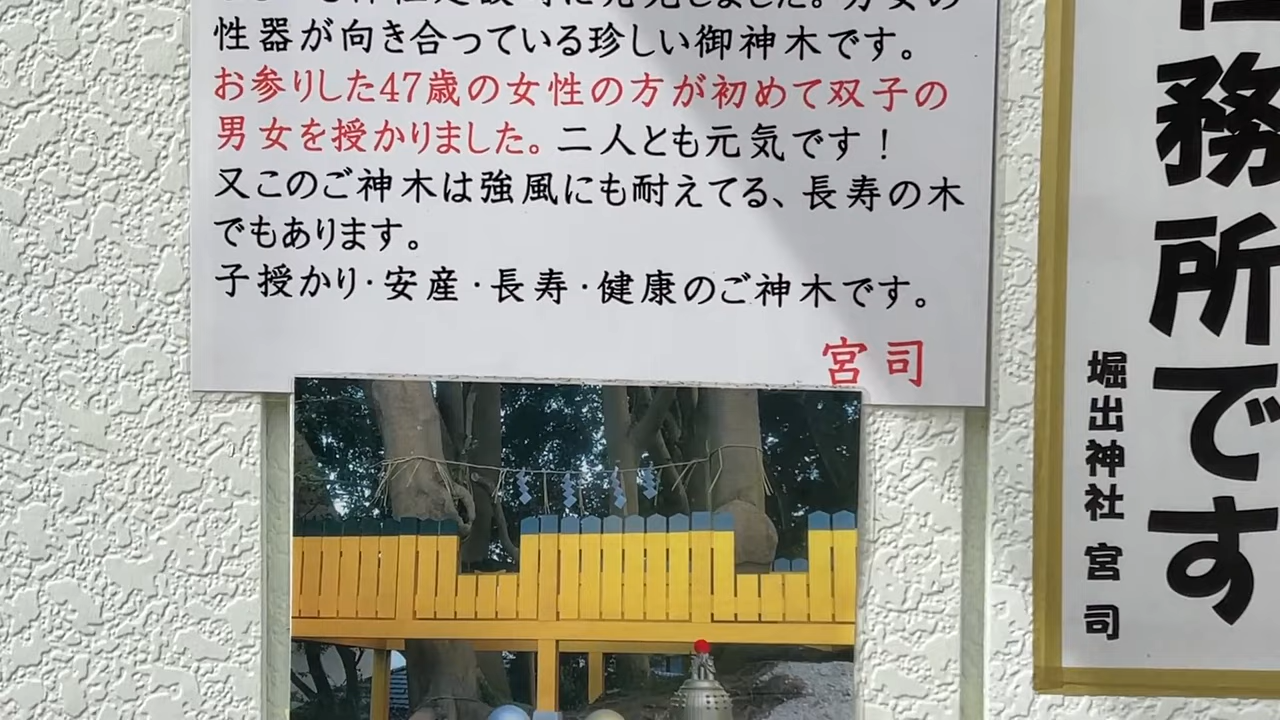 性器が向き合っている珍しい御神木です。
お参りした47歳の女性の方が初めて双子の
男女を授かりました。二人とも元気です！
又このご神木は強風にも耐えてる、長寿の木
でもあります。
子授かり・安産・長寿・健康のご神木です。
宮司
務所です
堀出神社 宮司